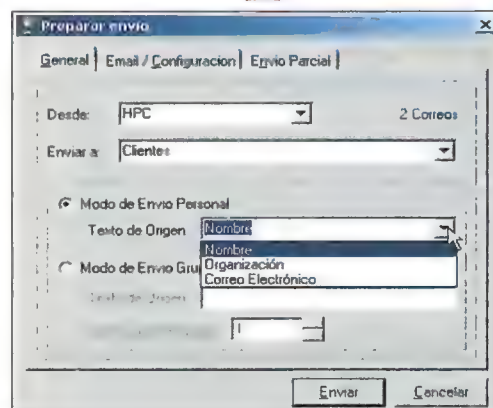 Preparar envio
General Email / Configuracion Envio Parcial
Desde: HPC 2 Correos
Enviar a: Clientes
Modo de Envio Personal
Texto de Origen Nombre
Nombre
Organización
Correo Electrónico
Modo de Envio Gru
1
Enviar Cancelar